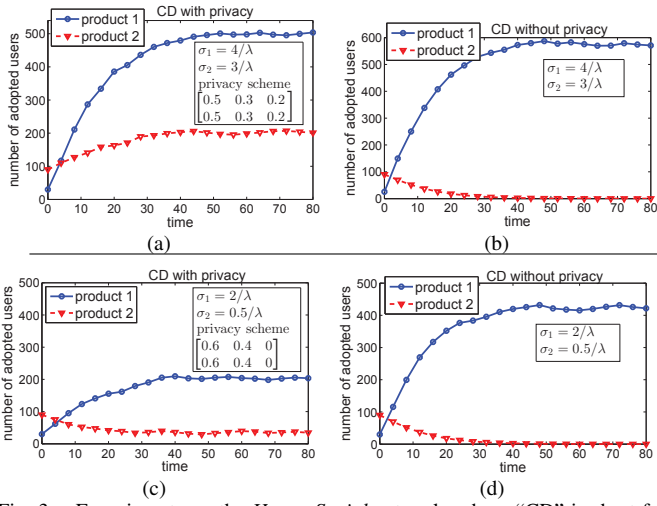 CD with privacy
number of adopted users
500
400
300
200
100
0
product 1
product 2
σ₁ = 4/λ
σ₂ = 3/λ
privacy scheme
[0.5 0.3 0.2]
[0.5 0.3 0.2]
0 10 20 30 40 50 60 70 80
time
(a)
CD without privacy
number of adopted users
600
500
400
300
200
100
0
product 1
product 2
σ₁ = 4/λ
σ₂ = 3/λ
0 10 20 30 40 50 60 70 80
time
(b)
CD with privacy
number of adopted users
500
400
300
200
100
0
product 1
product 2
σ₁ = 2/λ
σ₂ = 0.5/λ
privacy scheme
[0.6 0.4 0]
[0.6 0.4 0]
0 10 20 30 40 50 60 70 80
time
(c)
CD without privacy
number of adopted users
500
400
300
200
100
0
product 1
product 2
σ₁ = 2/λ
σ₂ = 0.5/λ
0 10 20 30 40 50 60 70 80
time
(d)